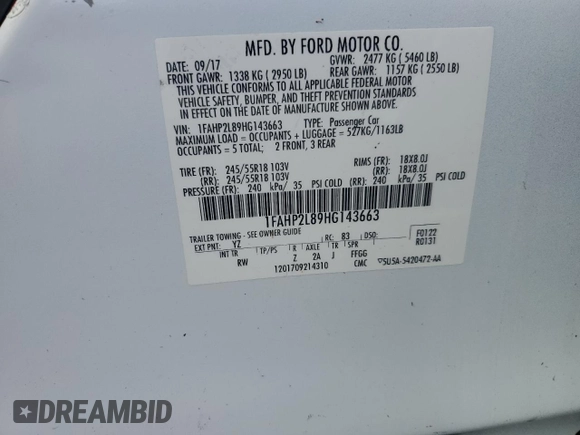 MFD. BY FORD MOTOR CO.
DATE: 09/17 GVWR: 2477 KG ( 5460 LB)
FRONT GAWR: 1338 KG ( 2950 LB) REAR GAWR: 1157 KG ( 2550 LB)
THIS VEHICLE CONFORMS TO ALL APPLICABLE FEDERAL MOTOR
VEHICLE SAFETY, BUMPER, AND THEFT PREVENTION STANDARDS
IN EFFECT ON THE DATE OF MANUFACTURE SHOWN ABOVE.
VIN: 1FAHP2L89HG143663 TYPE: Passenger Car
MAXIMUM LOAD = OCCUPANTS + LUGGAGE = 527KG/1163LB
OCCUPANTS = 5 TOTAL; 2 FRONT, 3 REAR
TIRE (FR): 245/55R18 103V RIMS (FR): 18X8.0J
(RR): 245/55R18 103V (RR): 18X8.0J
PRESSURE (FR): 240 kPa/ 35 PSI COLD (RR): 240 kPa/ 35 PSI COLD
1FAHP2L89HG143663
TRAILER TOWING - SEE OWNER GUIDE
EXT PNT: YZ RC: 83 DSO: F0122
R0131
INT TR TP/PS R AXLE TR SPR
RW Z 2A J FFGG
1201709214310 CMC 5U5A-5420472-AA
DREAMBID